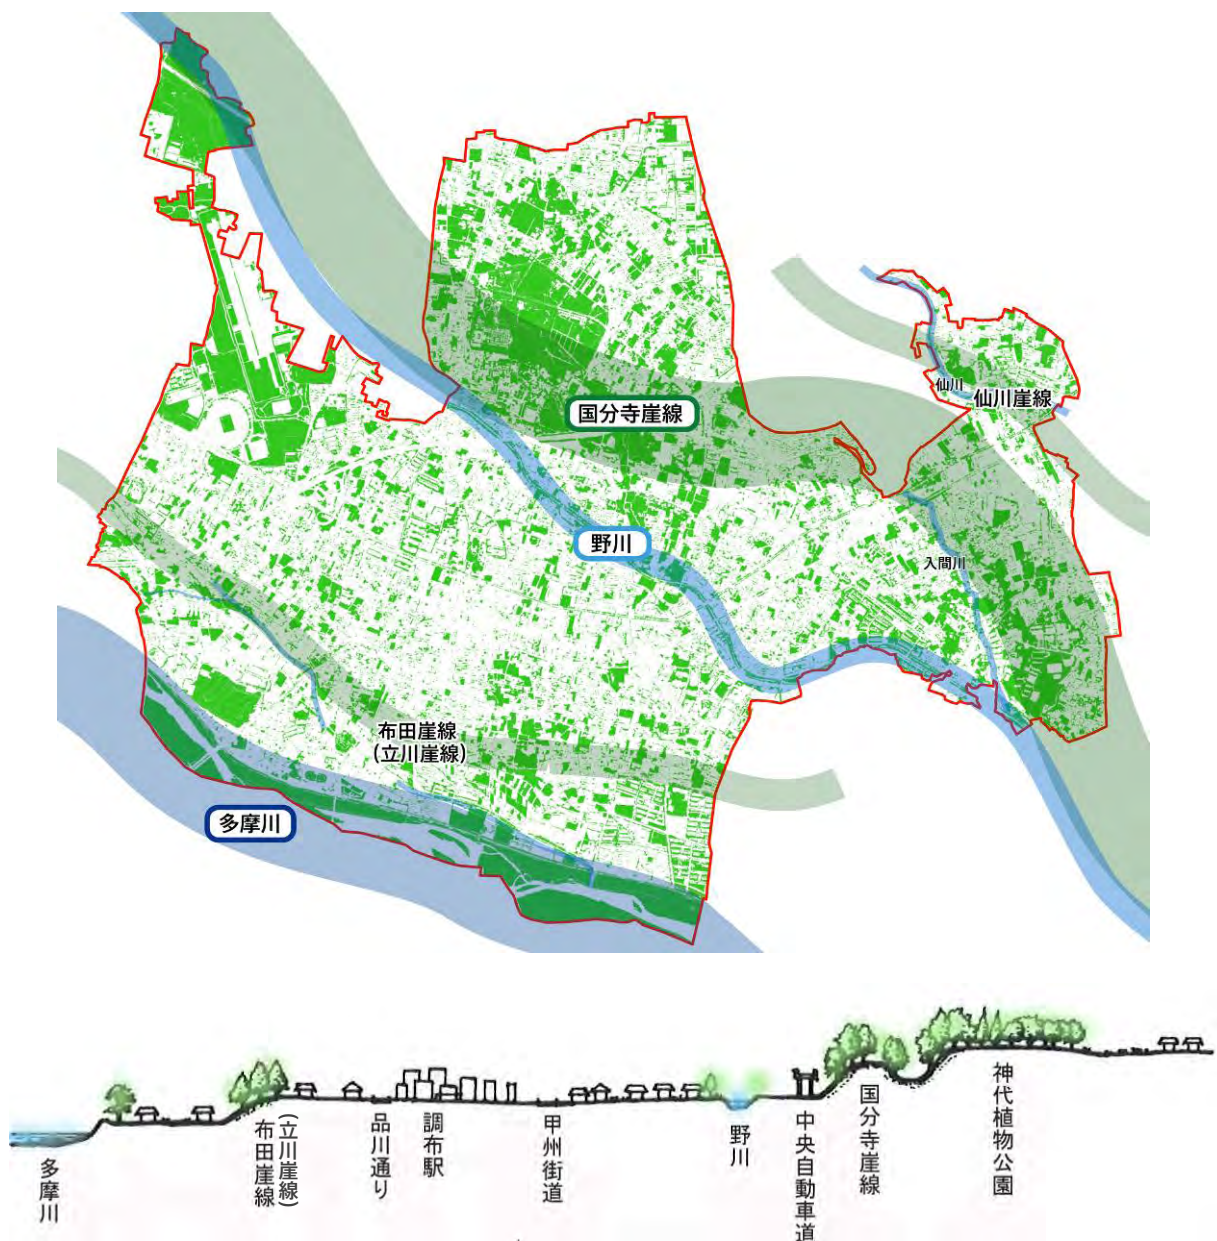 仙川
仙川崖線
国分寺崖線
野川
入間川
布田崖線
(立川崖線)
多摩川
多摩川
布田崖線
(立川崖線)
品川通り
調布駅
甲州街道
野川
中央自動車道
国分寺崖線
神代植物公園